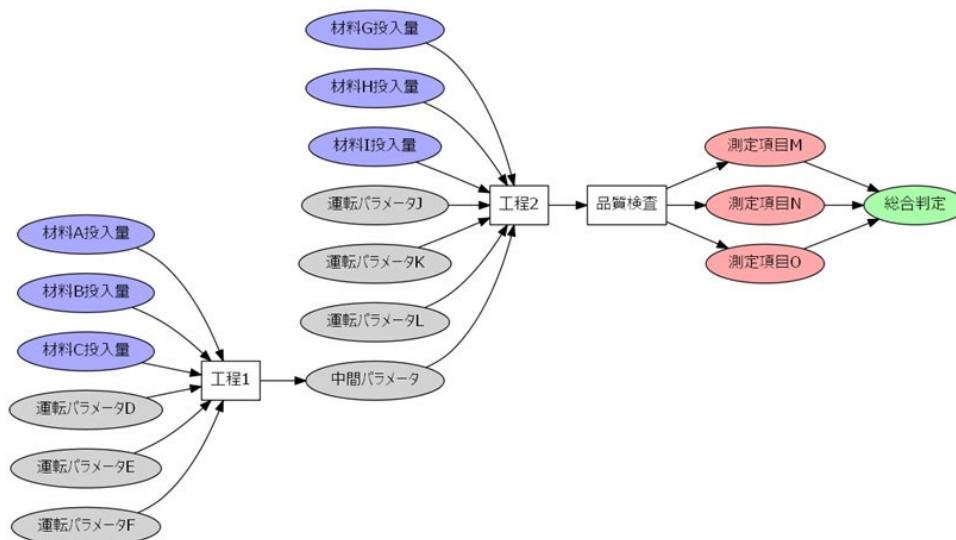 材料G投入量
材料H投入量
材料I投入量
運転パラメータJ
運転パラメータK
運転パラメータL
中間パラメータ
工程2
品質検査
測定項目M
測定項目N
測定項目O
総合判定
材料A投入量
材料B投入量
材料C投入量
運転パラメータD
運転パラメータE
運転パラメータF
工程1